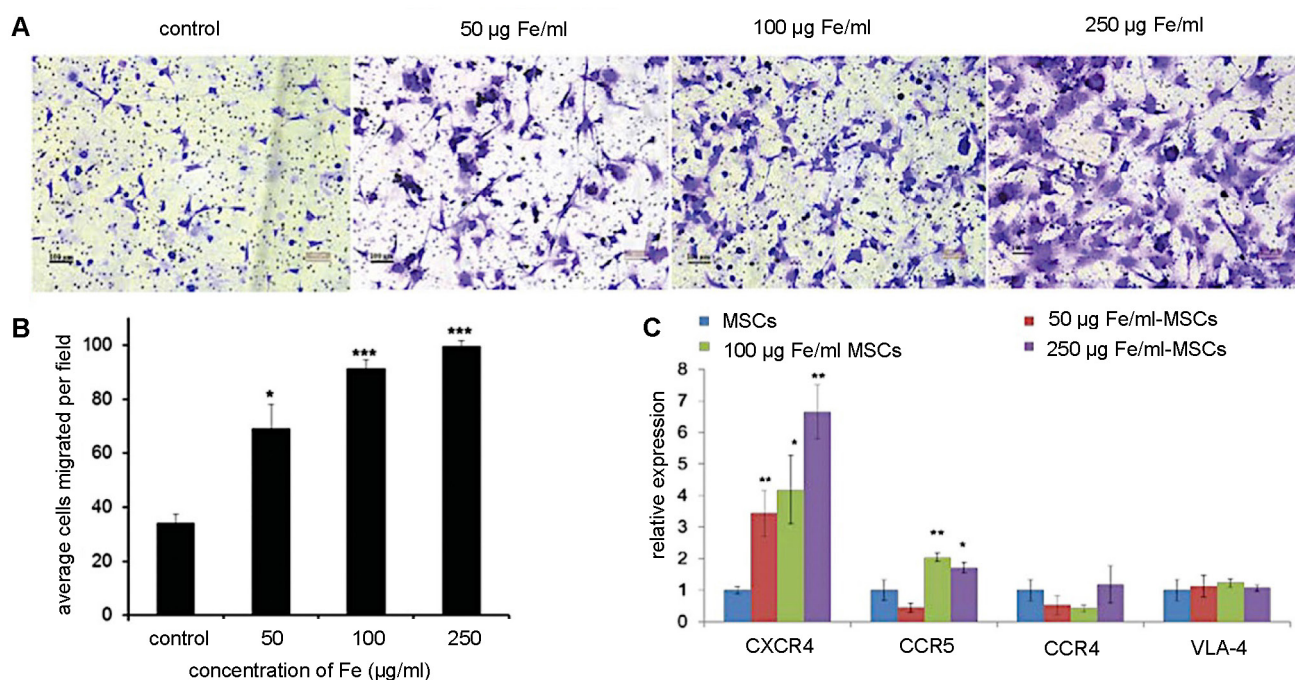 A
control
50 µg Fe/ml
100 µg Fe/ml
250 µg Fe/ml
B
average cells migrated per field
100
80
60
40
20
0
*
***
***
control
50
100
250
concentration of Fe (µg/ml)
C
MSCs
50 µg Fe/ml-MSCs
100 µg Fe/ml MSCs
250 µg Fe/ml-MSCs
relative expression
8
7
6
5
4
3
2
1
0
**
*
**
**
*
CXCR4
CCR5
CCR4
VLA-4